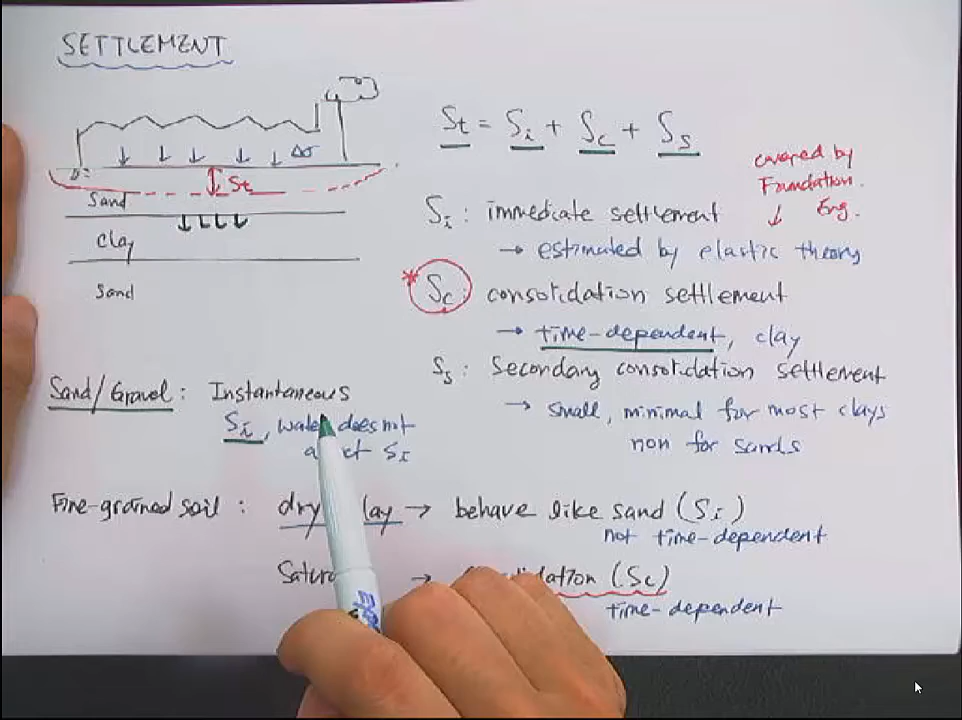 SETTLEMENT
Δσ
St
Sand
clay
Sand
St = Si + Sc + Ss
covered by
Foundation.
Eng.
Si : immediate settlement
→ estimated by elastic theory
* Sc : consolidation settlement
→ time-dependent, clay
Ss : Secondary consolidation settlement
→ small, minimal for most clays
non for sands
Sand/Gravel : Instantaneous
Si, does not
Si
Fine-grained soil : dry → behave like sand (Si)
not time-dependent
→ (Sc)
time-dependent